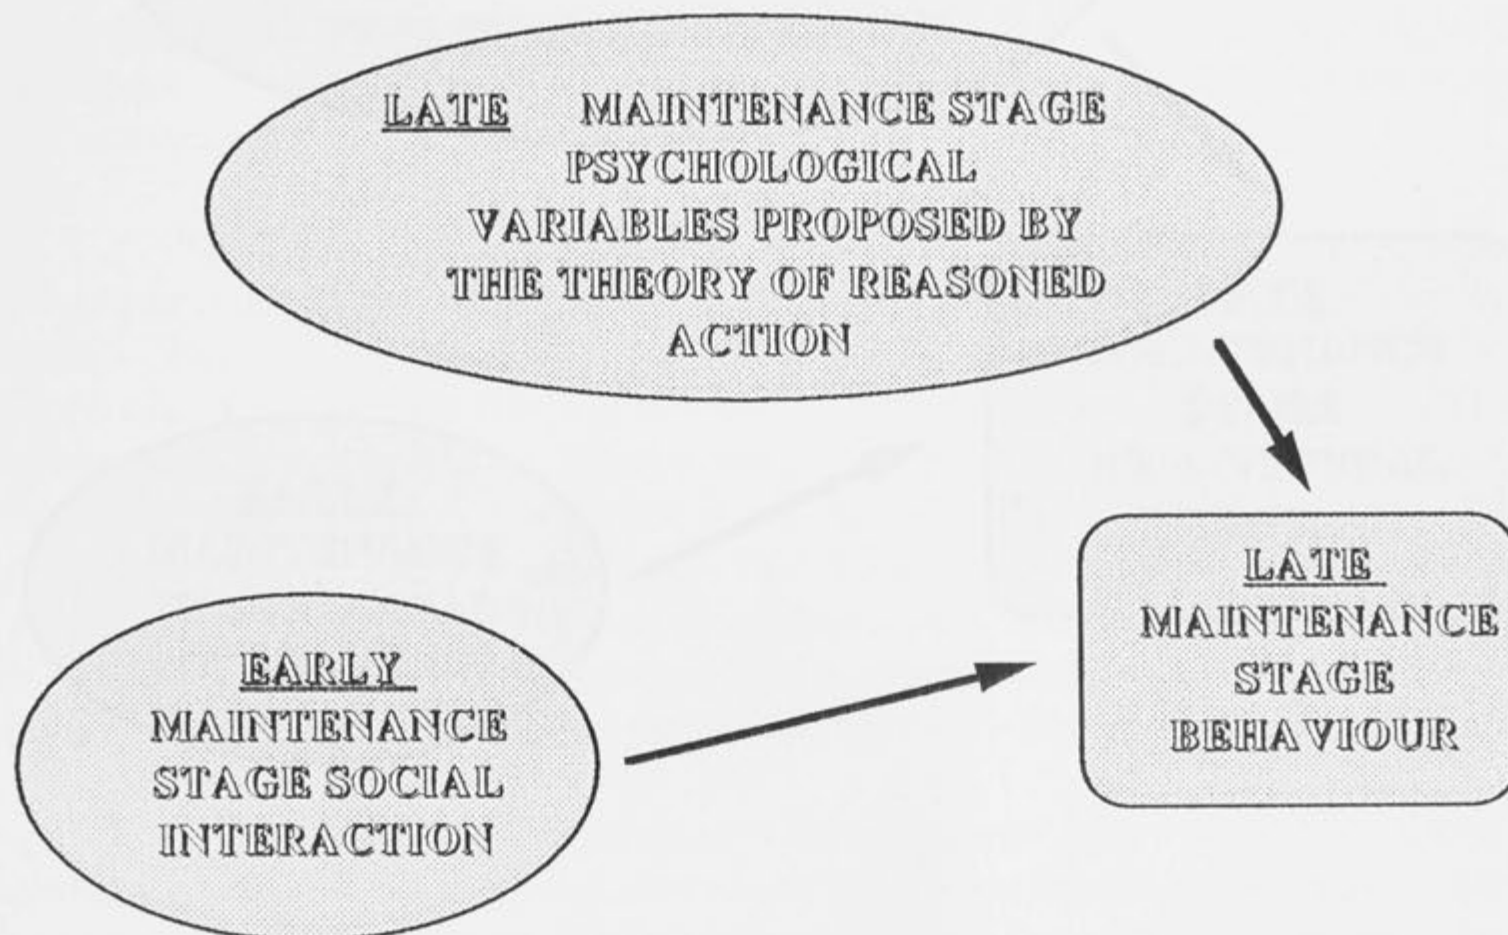 LATE MAINTENANCE STAGE
PSYCHOLOGICAL
VARIABLES PROPOSED BY
THE THEORY OF REASONED
ACTION
EARLY
MAINTENANCE
STAGE SOCIAL
INTERACTION
LATE
MAINTENANCE
STAGE
BEHAVIOUR